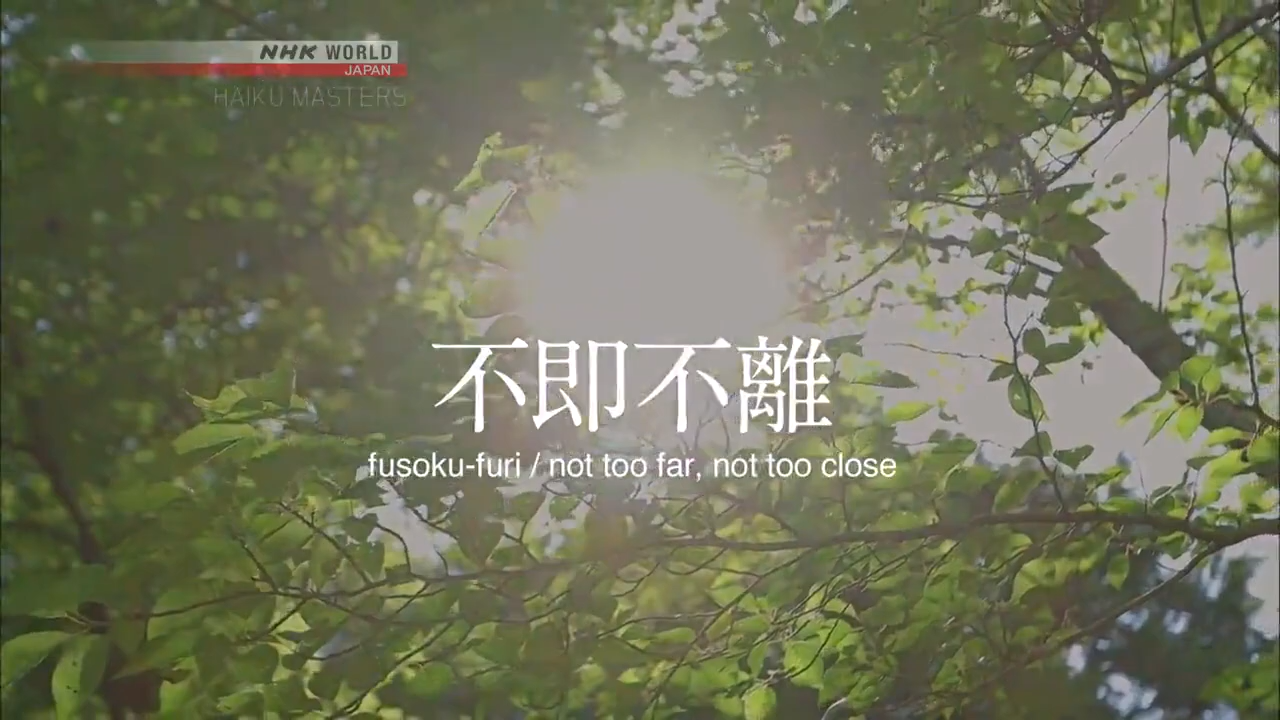 NHK WORLD
JAPAN
HAIKU MASTERS
不即不離
fusoku-furi / not too far, not too close